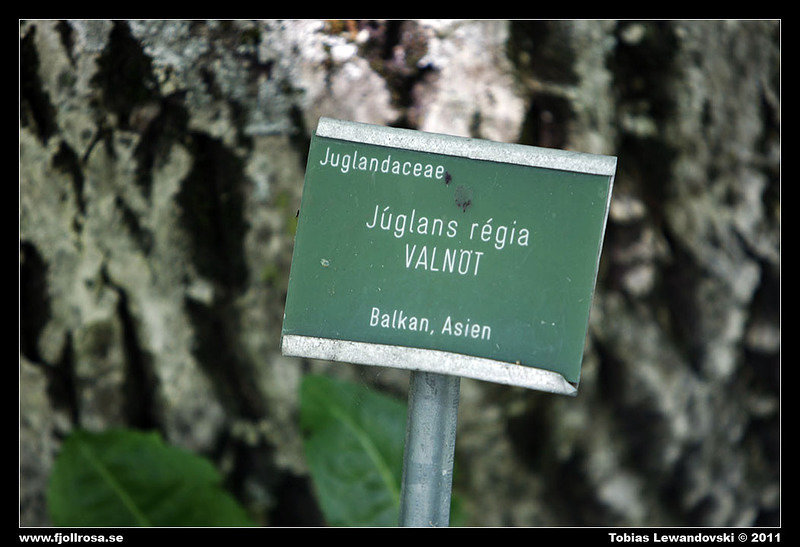 Juglandaceae
Júglans régia
VALNÖT
Balkan, Asien
www.fjollrosa.se
Tobias Lewandovski © 2011